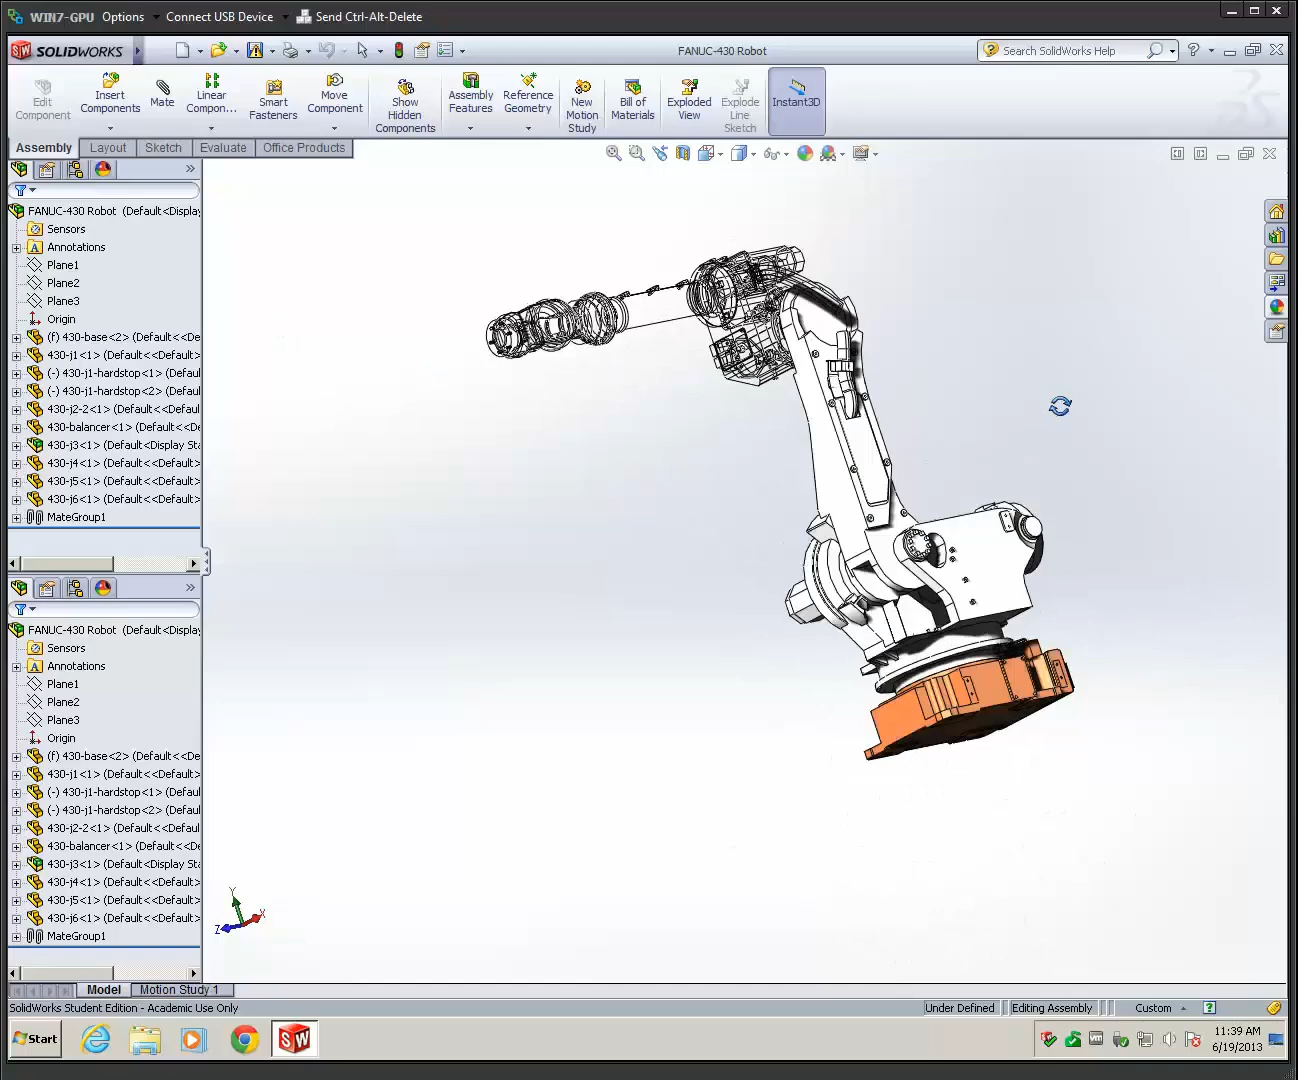 WIN7-GPU Options Connect USB Device Send Ctrl-Alt-Delete
SOLIDWORKS FANUC-430 Robot Search SolidWorks Help
Edit Component
Insert Components
Mate
Linear Compon...
Smart Fasteners
Move Component
Show Hidden Components
Assembly Features
Reference Geometry
New Motion Study
Bill of Materials
Exploded View
Explode Line Sketch
Instant3D
Assembly Layout Sketch Evaluate Office Products
FANUC-430 Robot (Default<Display
Sensors
Annotations
Plane1
Plane2
Plane3
Origin
(f) 430-base<2> (Default<<De
430-j1<1> (Default<<Default>
(-) 430-j1-hardstop<1> (Defaul
(-) 430-j1-hardstop<2> (Defaul
430-j2-2<1> (Default<<Defaul
430-balancer<1> (Default<<De
430-j3<1> (Default<Display Sta
430-j4<1> (Default<<Default>
430-j5<1> (Default<<Default>
430-j6<1> (Default<<Default>
MateGroup1
FANUC-430 Robot (Default<Display
Sensors
Annotations
Plane1
Plane2
Plane3
Origin
(f) 430-base<2> (Default<<De
430-j1<1> (Default<<Default>
(-) 430-j1-hardstop<1> (Defaul
(-) 430-j1-hardstop<2> (Defaul
430-j2-2<1> (Default<<Defaul
430-balancer<1> (Default<<De
430-j3<1> (Default<Display Sta
430-j4<1> (Default<<Default>
430-j5<1> (Default<<Default>
430-j6<1> (Default<<Default>
MateGroup1
Y
X
Z
Model Motion Study 1
SolidWorks Student Edition - Academic Use Only Under Defined Editing Assembly Custom
Start
11:39 AM
6/19/2013